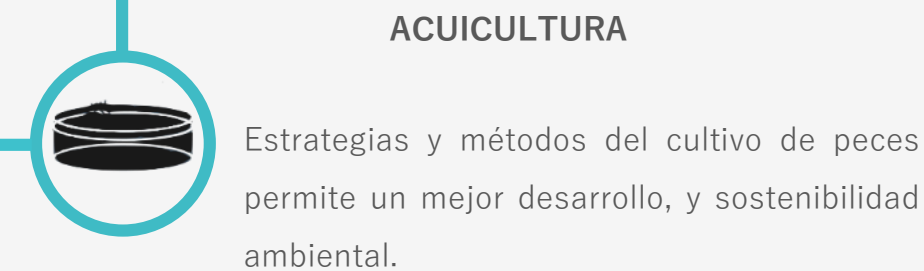 ACUICULTURA
Estrategias y métodos del cultivo de peces
permite un mejor desarrollo, y sostenibilidad
ambiental.